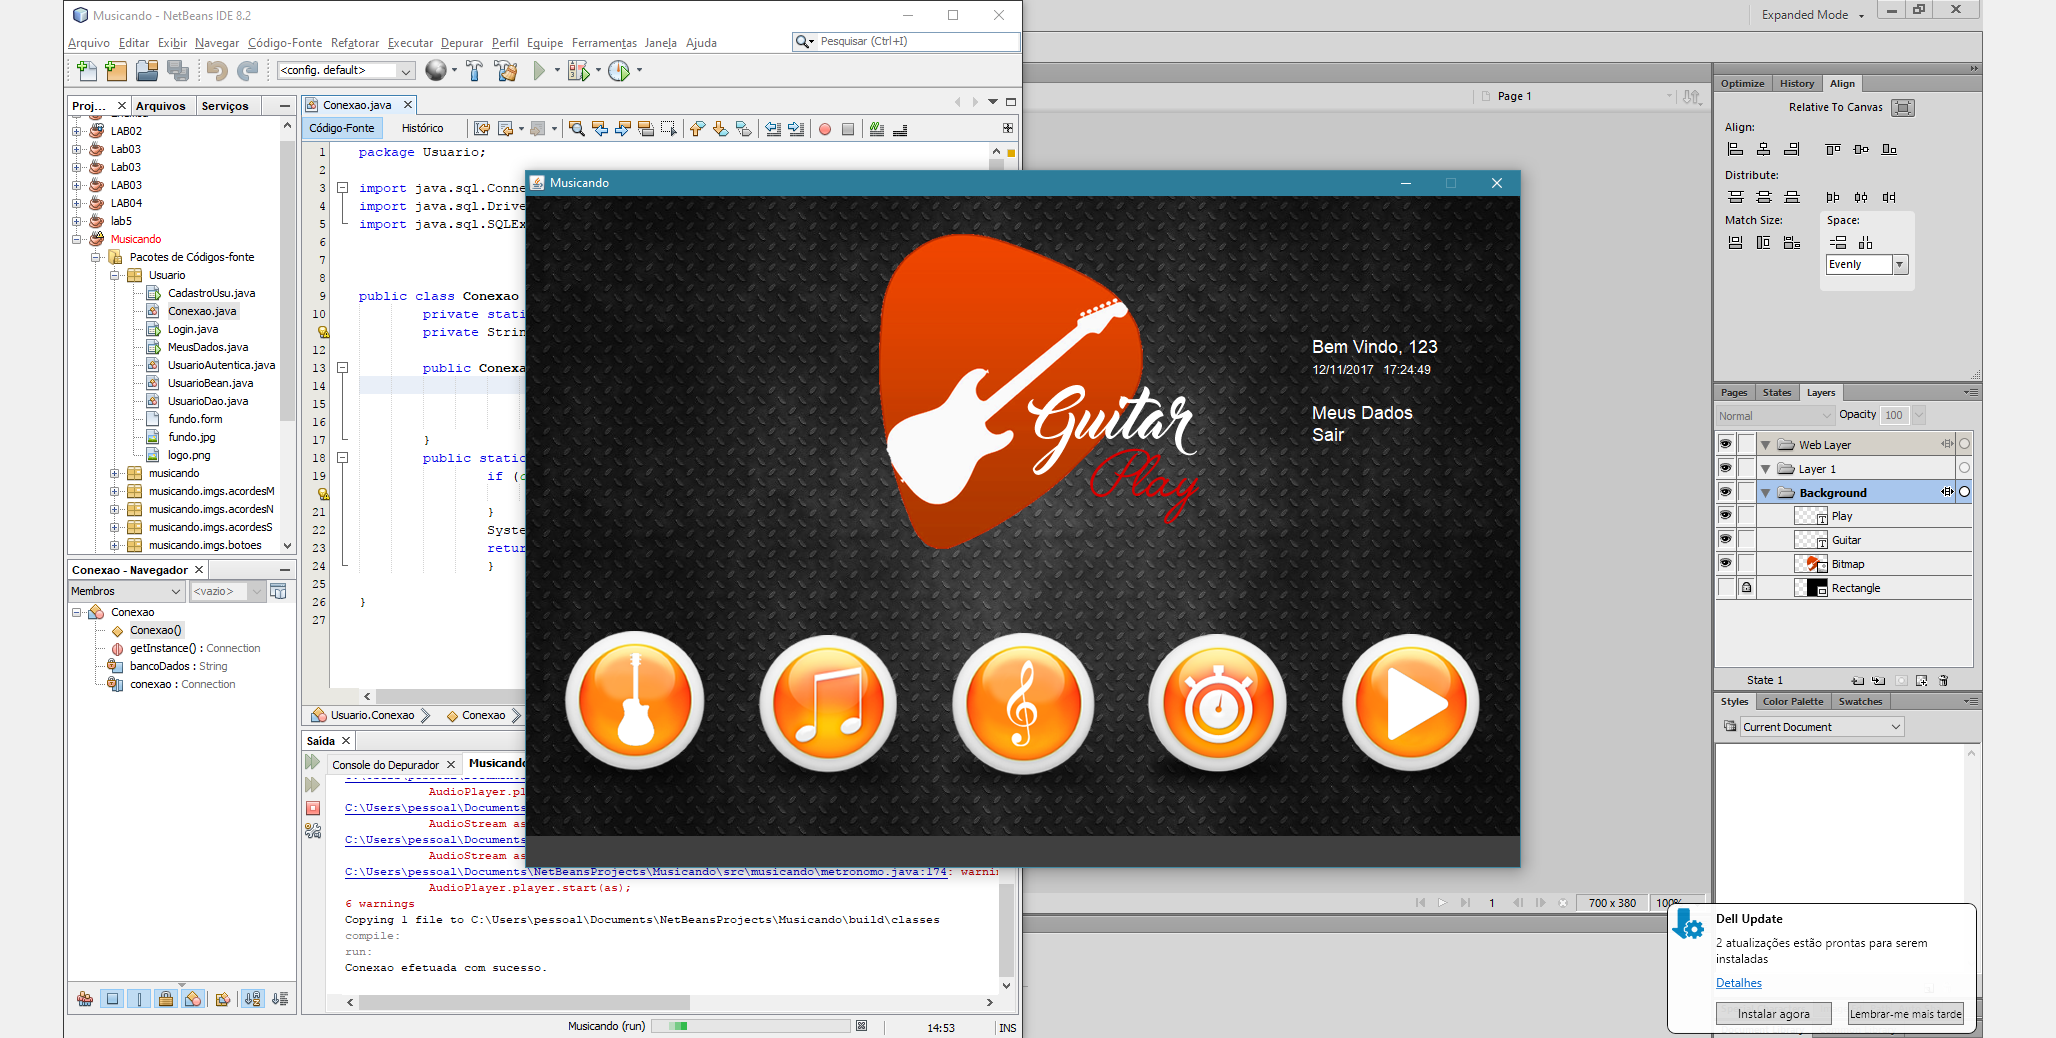 Musicando - NetBeans IDE 8.2
Expanded Mode
Arquivo Editar Exibir Navegar Código-Fonte Refatorar Executar Depurar Perfil Equipe Ferramentas Janela Ajuda
Pesquisar (Ctrl+I)
<config. default>
Proj... Arquivos Serviços
LAB02
Lab03
Lab03
LAB03
LAB04
lab5
Musicando
Pacotes de Códigos-fonte
Usuario
CadastroUsu.java
Conexao.java
Login.java
MeusDados.java
UsuarioAutentica.java
UsuarioBean.java
UsuarioDao.java
fundo.form
fundo.jpg
logo.png
musicando
musicando.imgs.acordesM
musicando.imgs.acordesN
musicando.imgs.acordesS
musicando.imgs.botoes
Conexao - Navegador
Membros <vazio>
Conexao
Conexao()
getInstance() : Connection
bancoDados : String
conexao : Connection
Conexao.java
Código-Fonte Histórico
1 package Usuario;
2
3 import java.sql.Conne
4 import java.sql.Drive
5 import java.sql.SQLEx
6
7
8
9 public class Conexao
10 private stati
private Strin
12
13 public Conexa
14
15
16
17 }
18 public static
19 if (c
21 }
22 Syste
23 retur
24 }
25
26 }
27
Usuario.Conexao Conexao
Saída
Console do Depurador Musicando
AudioPlayer.pl
C:\Users\pessoal\Documents
AudioStream as
C:\Users\pessoal\Documents
AudioStream as
C:\Users\pessoal\Documents\NetBeansProjects\Musicando\src\musicando\metronomo.java:174: warnin
AudioPlayer.player.start(as);
6 warnings
Copying 1 file to C:\Users\pessoal\Documents\NetBeansProjects\Musicando\build\classes
compile:
run:
Conexao efetuada com sucesso.
Musicando (run) 14:53 INS
Musicando
Guitar
Play
Bem Vindo, 123
12/11/2017 17:24:49
Meus Dados
Sair
Page 1
Optimize History Align
Relative To Canvas
Align:
Distribute:
Match Size: Space:
Evenly
Pages States Layers
Normal Opacity 100
Web Layer
Layer 1
Background
Play
Guitar
Bitmap
Rectangle
State 1
Styles Color Palette Swatches
Current Document
1 700 x 380 100%
Dell Update
2 atualizações estão prontas para serem
instaladas
Detalhes
Instalar agora Lembrar-me mais tarde